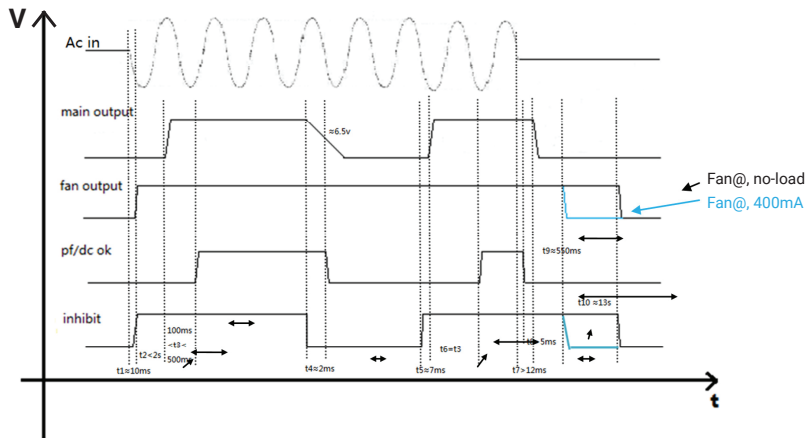 V
Ac in
main output
≈6.5v
fan output
Fan@, no-load
Fan@, 400mA
pf/dc ok
t9≈550ms
t10 ≈13s
inhibit
100ms
<t3<
500ms
t2<2s
t6=t3
5ms
t1≈10ms
t4≈2ms
t5≈7ms
t7>12ms
t